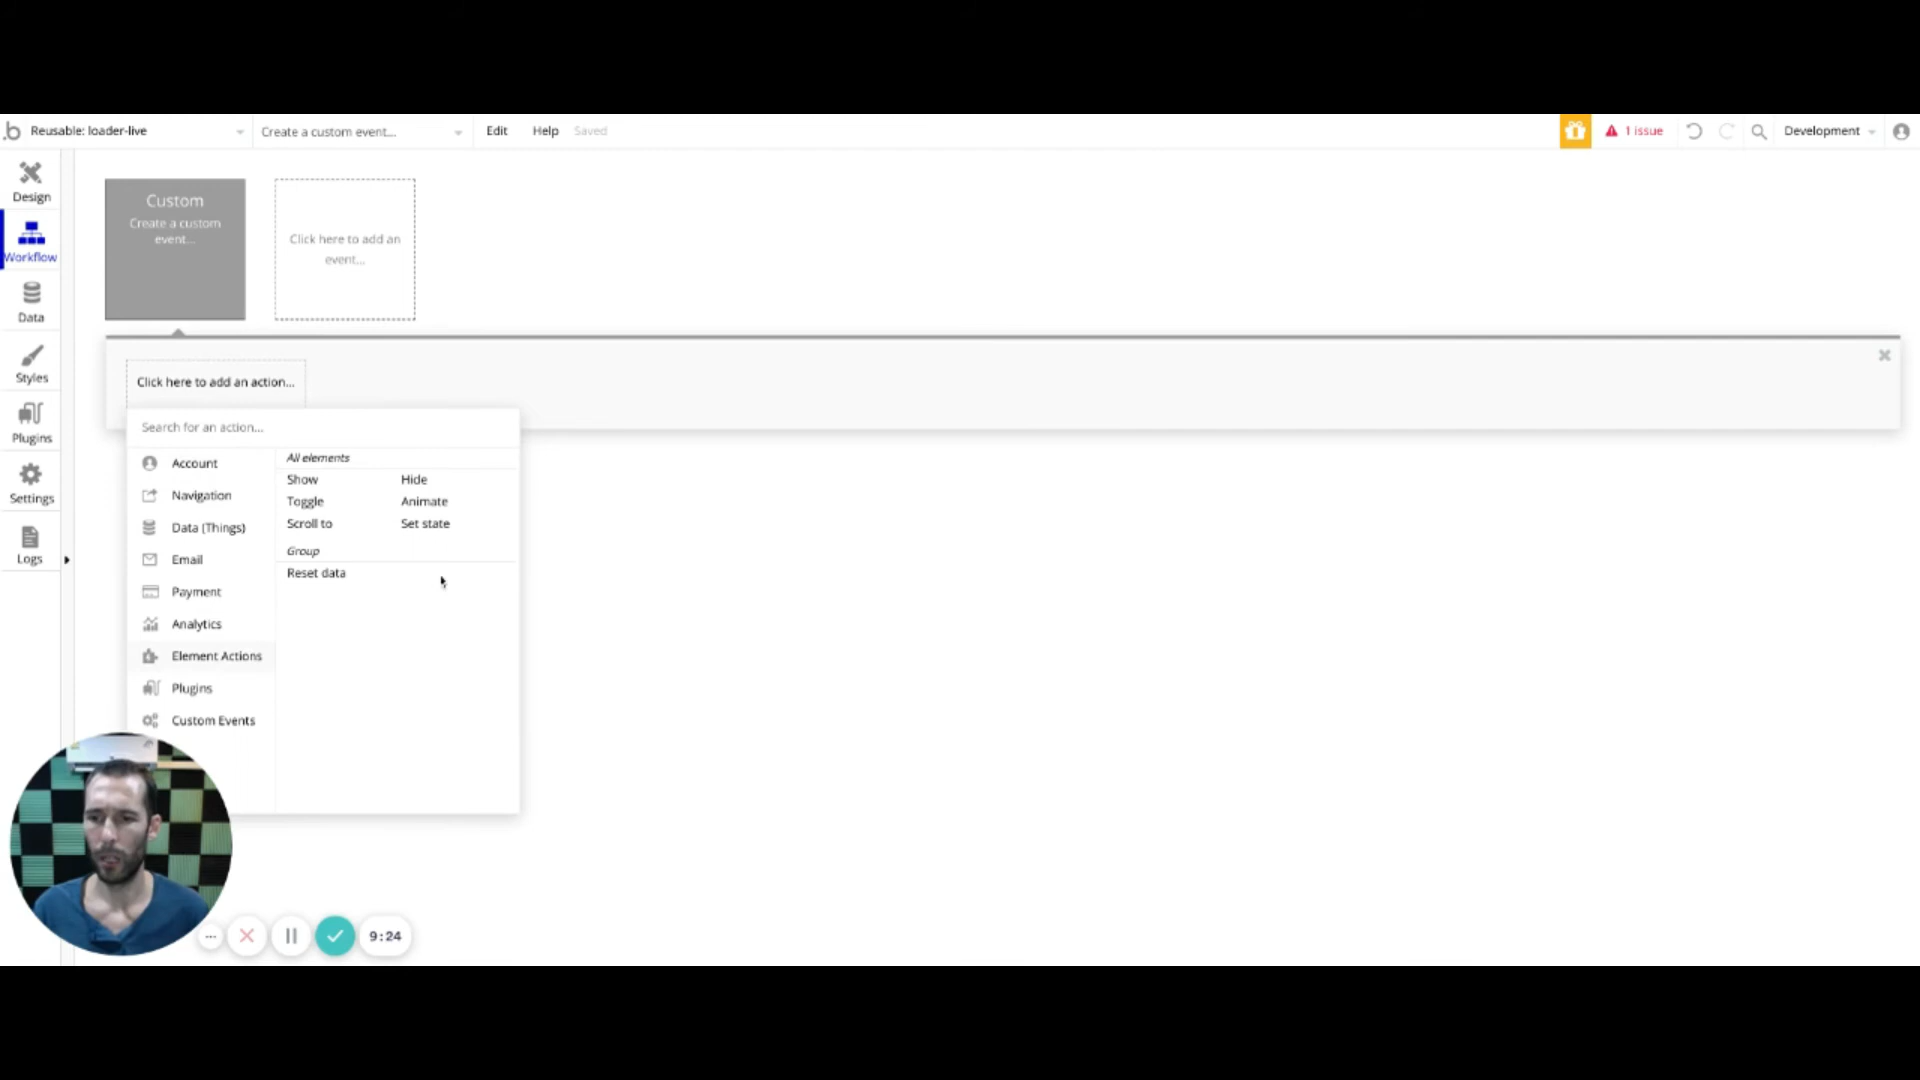 .b Reusable: loader-live Create a custom event... Edit Help Saved 1 issue Development
Design
Workflow
Data
Styles
Plugins
Settings
Logs
Custom
Create a custom
event...
Click here to add an
event...
Click here to add an action...
Search for an action...
Account
Navigation
Data (Things)
Email
Payment
Analytics
Element Actions
Plugins
Custom Events
All elements
Show Hide
Toggle Animate
Scroll to Set state
Group
Reset data
9:24